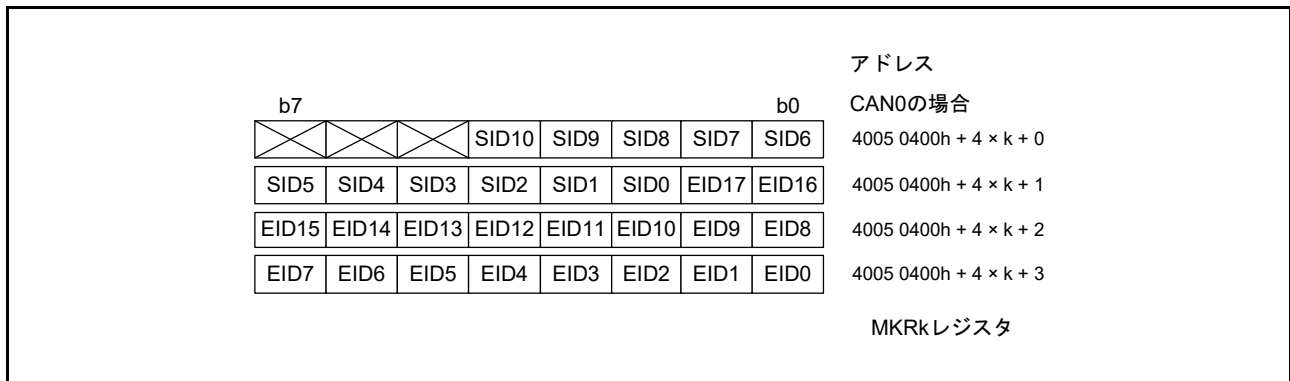 アドレス
b7 b0 CAN0の場合
SID10 SID9 SID8 SID7 SID6 4005 0400h + 4 × k + 0
SID5 SID4 SID3 SID2 SID1 SID0 EID17 EID16 4005 0400h + 4 × k + 1
EID15 EID14 EID13 EID12 EID11 EID10 EID9 EID8 4005 0400h + 4 × k + 2
EID7 EID6 EID5 EID4 EID3 EID2 EID1 EID0 4005 0400h + 4 × k + 3
MKRkレジスタ